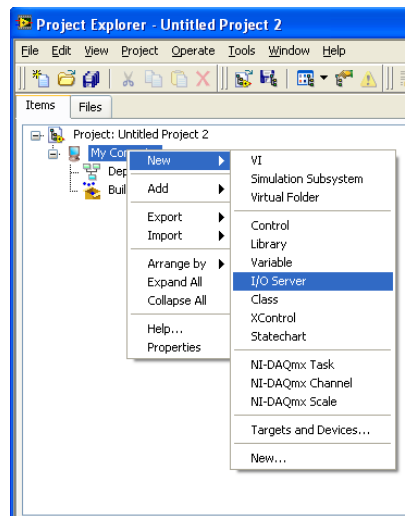 Project Explorer - Untitled Project 2
File Edit View Project Operate Tools Window Help
Items Files
Project: Untitled Project 2
My Com
Dep
Buil
New
Add
Export
Import
Arrange by
Expand All
Collapse All
Help...
Properties
VI
Simulation Subsystem
Virtual Folder
Control
Library
Variable
I/O Server
Class
XControl
Statechart
NI-DAQmx Task
NI-DAQmx Channel
NI-DAQmx Scale
Targets and Devices...
New...